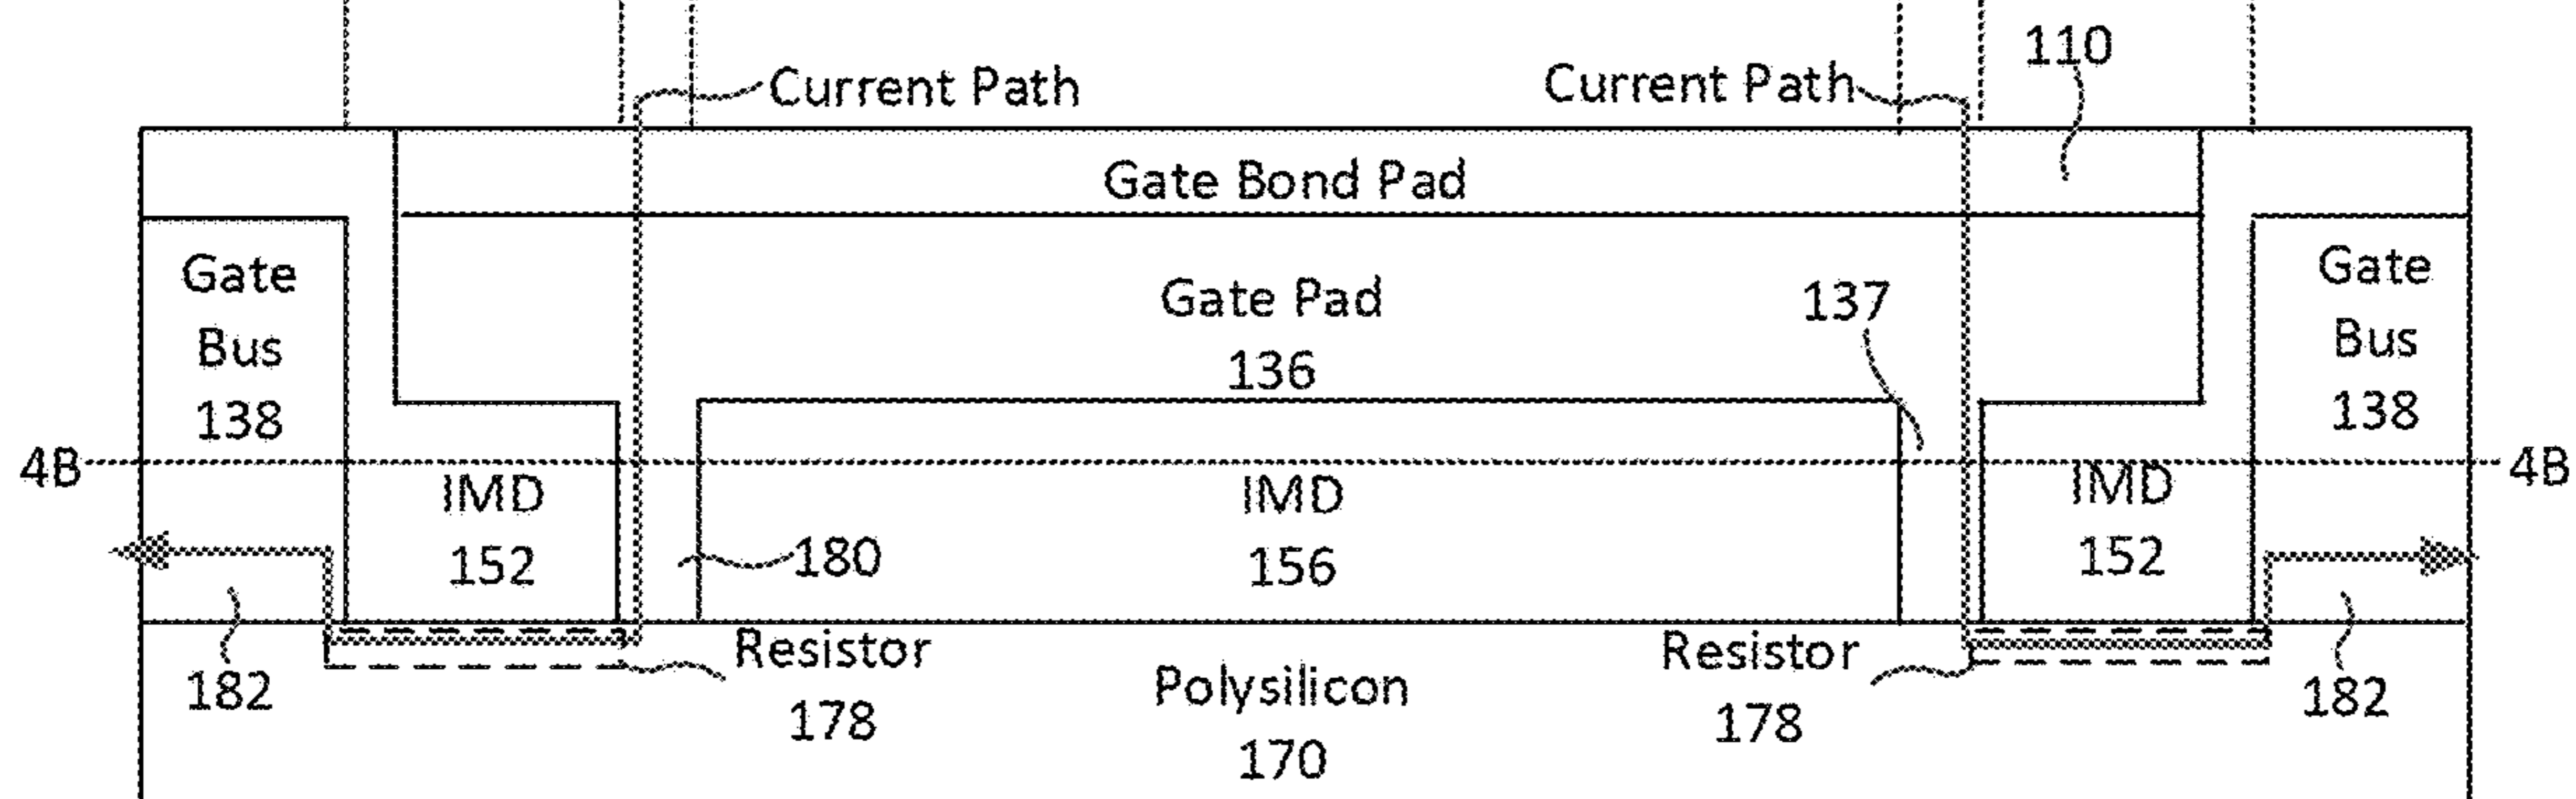 110
Current Path
Current Path
Gate Bond Pad
Gate
Bus
138
Gate Pad
136
137
Gate
Bus
138
4B
4B
IMD
152
IMD
156
IMD
152
180
182
Resistor
178
Polysilicon
170
Resistor
178
182